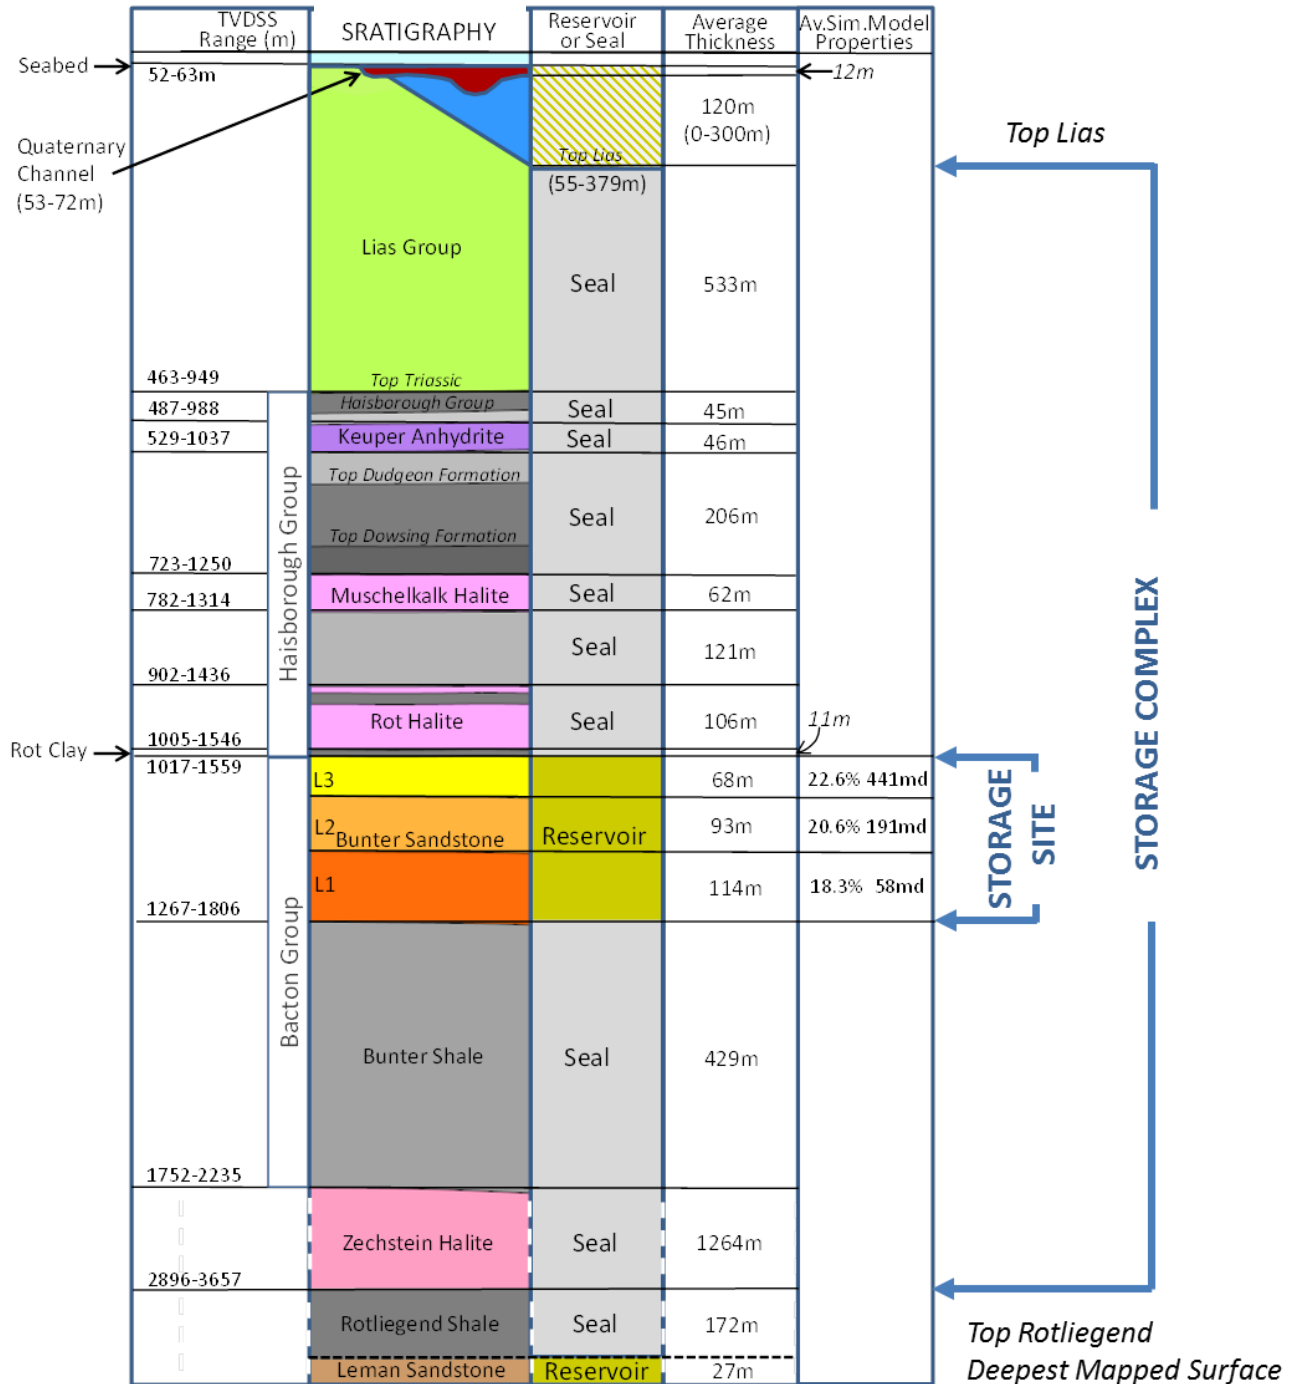 TVDSS
Range (m)
SRATIGRAPHY
Reservoir
or Seal
Average
Thickness
Av.Sim.Model
Properties
Seabed
52-63m
12m
120m
(0-300m)
Top Lias
Quaternary
Channel
(53-72m)
Top Lias
(55-379m)
Lias Group
Seal
533m
463-949
Top Triassic
487-988
Haisborough Group
Seal
45m
529-1037
Keuper Anhydrite
Seal
46m
Haisborough Group
Top Dudgeon Formation
Seal
206m
Top Dowsing Formation
723-1250
782-1314
Muschelkalk Halite
Seal
62m
Seal
121m
902-1436
Rot Halite
Seal
106m
11m
1005-1546
Rot Clay
1017-1559
L3
68m
22.6% 441md
L2
Bunter Sandstone
Reservoir
93m
20.6% 191md
L1
114m
18.3% 58md
1267-1806
STORAGE
SITE
STORAGE COMPLEX
Bacton Group
Bunter Shale
Seal
429m
1752-2235
Zechstein Halite
Seal
1264m
2896-3657
Rotliegend Shale
Seal
172m
Top Rotliegend
Deepest Mapped Surface
Leman Sandstone
Reservoir
27m